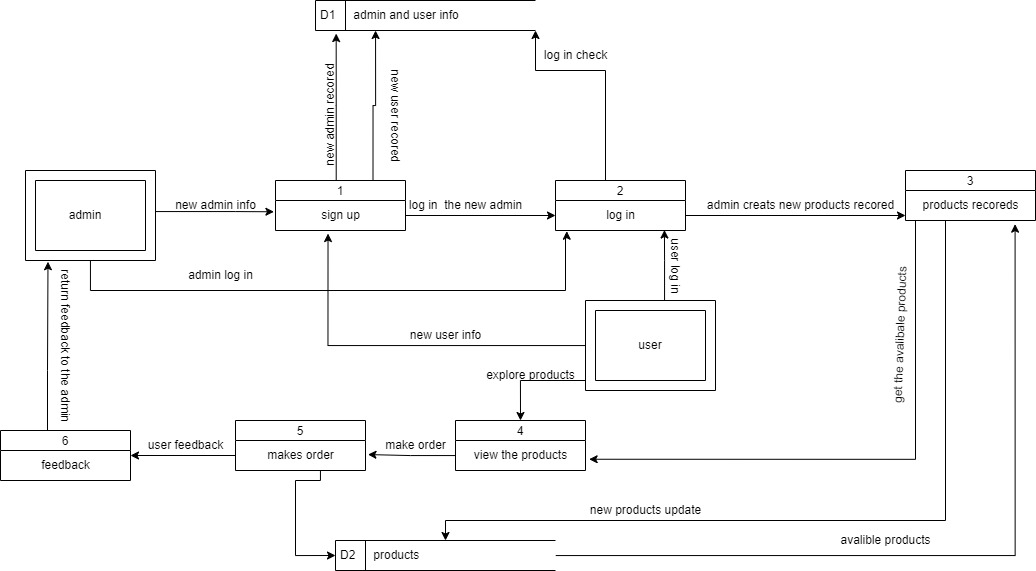 D1 admin and user info
log in check
new admin recored
new user recored
1
2
3
admin
new admin info
sign up
log in  the new admin
log in
admin creats new products recored
products recoreds
admin log in
user log in
return feedback to the admin
new user info
user
get the avalibale products
explore products
6
feedback
user feedback
5
makes order
make order
4
view the products
new products update
D2 products
avalible products